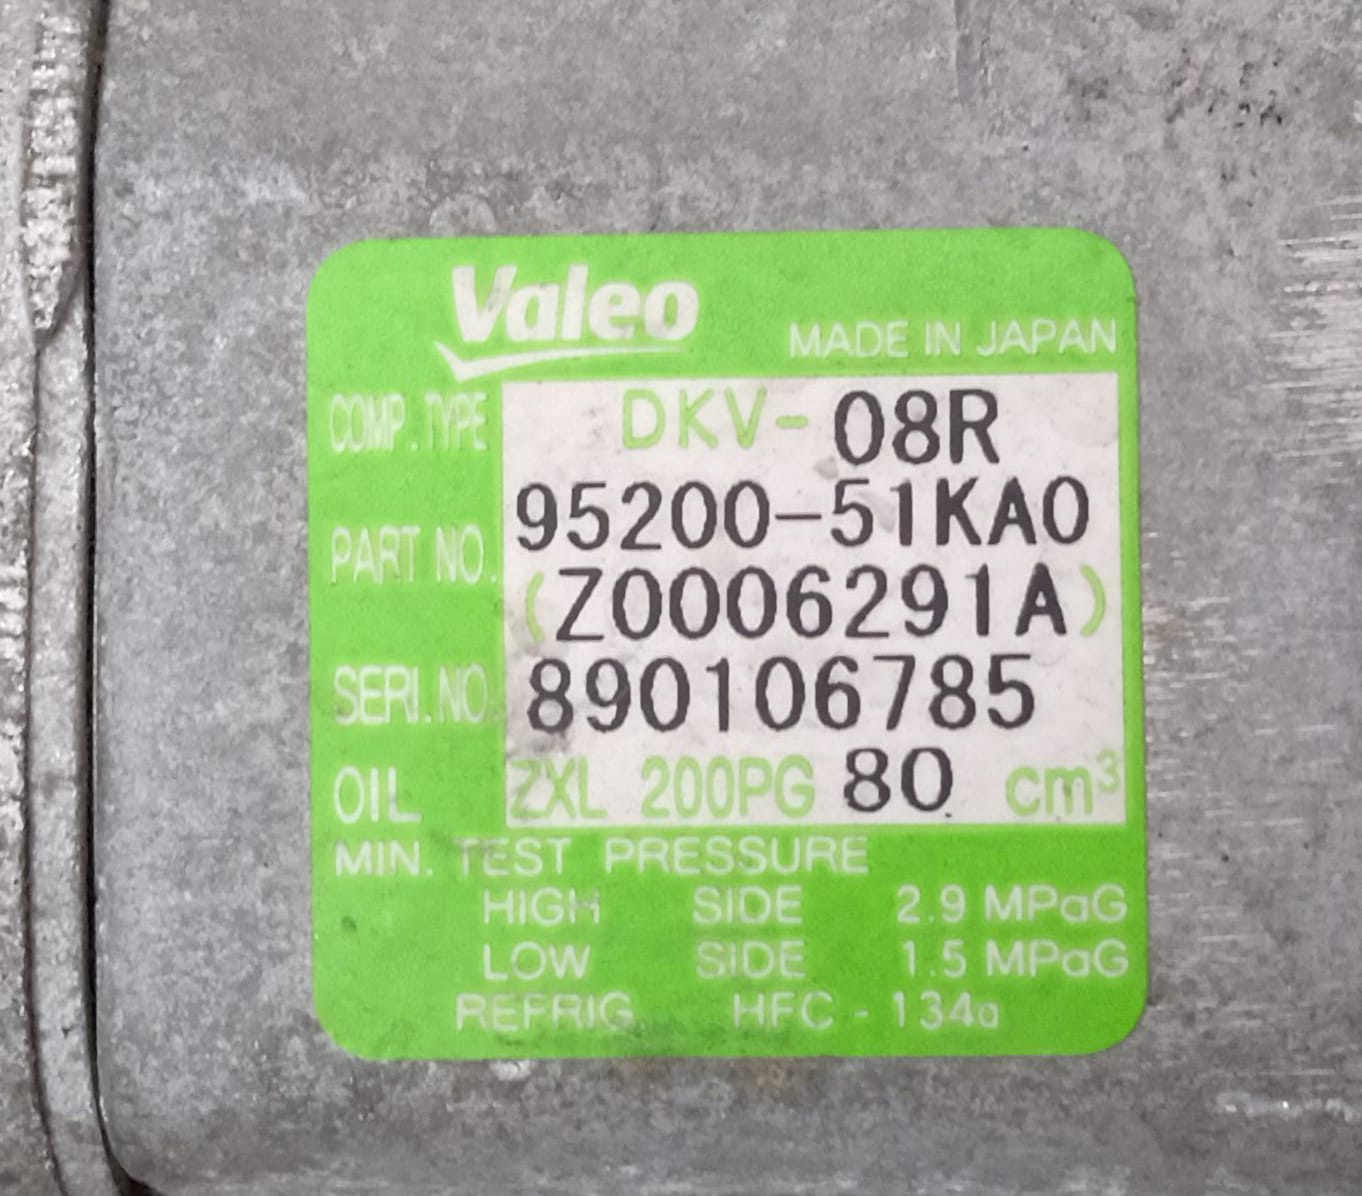 Valeo
MADE IN JAPAN
COMP.TYPE DKV-08R
PART NO. 95200-51KA0
(Z0006291A)
SERI.NO 890106785
OIL ZXL 200PG 80 cm³
MIN. TEST PRESSURE
HIGH SIDE 2.9 MPaG
LOW SIDE 1.5 MPaG
REFRIG HFC - 134a